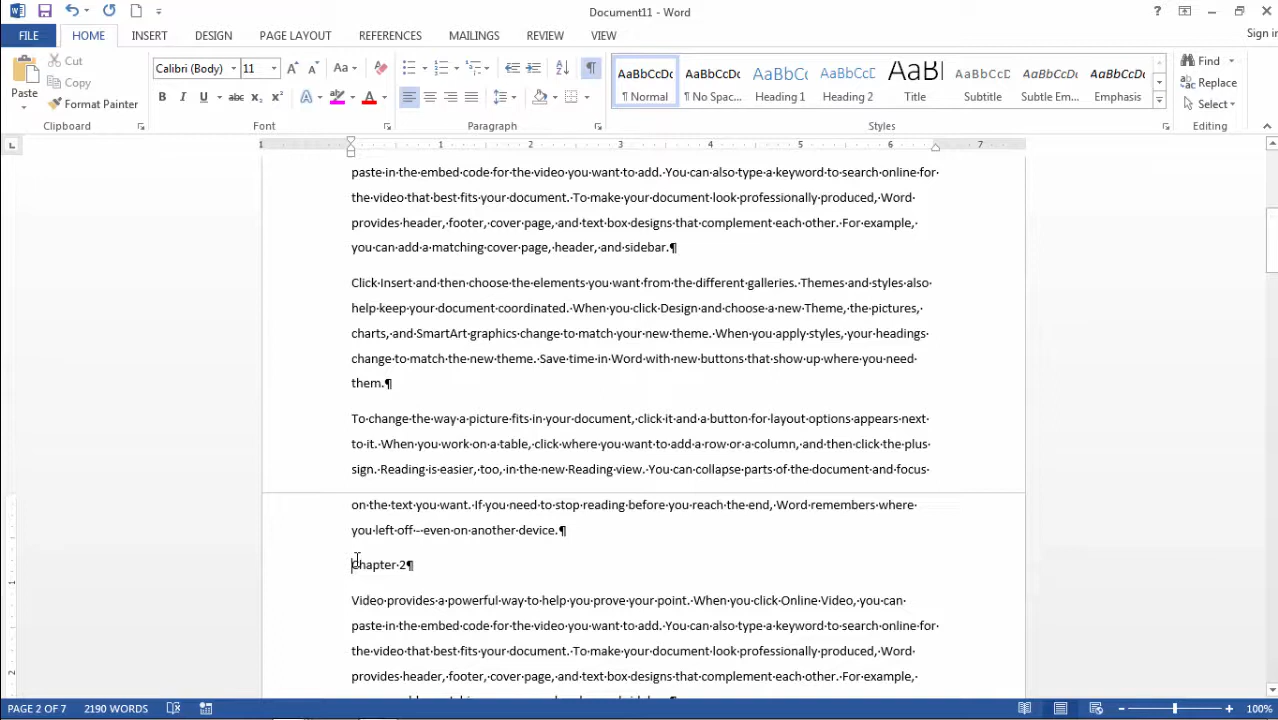 Document11 - Word
?
FILE HOME INSERT DESIGN PAGE LAYOUT REFERENCES MAILINGS REVIEW VIEW
Sign in
Paste
Cut
Copy
Format Painter
Clipboard
Calibri (Body) 11
Font
Paragraph
¶ Normal
¶ No Spac...
Heading 1
Heading 2
Title
Subtitle
Subtle Em...
Emphasis
Styles
Find
Replace
Select
Editing
1 1 2 3 4 5 6 7
paste·in·the·embed·code·for·the·video·you·want·to·add.·You·can·also·type·a·keyword·to·search·online·for·
the·video·that·best·fits·your·document.·To·make·your·document·look·professionally·produced,·Word·
provides·header,·footer,·cover·page,·and·text·box·designs·that·complement·each·other.·For·example,·
you·can·add·a·matching·cover·page,·header,·and·sidebar.¶
Click·Insert·and·then·choose·the·elements·you·want·from·the·different·galleries.·Themes·and·styles·also·
help·keep·your·document·coordinated.·When·you·click·Design·and·choose·a·new·Theme,·the·pictures,·
charts,·and·SmartArt·graphics·change·to·match·your·new·theme.·When·you·apply·styles,·your·headings·
change·to·match·the·new·theme.·Save·time·in·Word·with·new·buttons·that·show·up·where·you·need·
them.¶
To·change·the·way·a·picture·fits·in·your·document,·click·it·and·a·button·for·layout·options·appears·next·
to·it.·When·you·work·on·a·table,·click·where·you·want·to·add·a·row·or·a·column,·and·then·click·the·plus·
sign.·Reading·is·easier,·too,·in·the·new·Reading·view.·You·can·collapse·parts·of·the·document·and·focus·
on·the·text·you·want.·If·you·need·to·stop·reading·before·you·reach·the·end,·Word·remembers·where·
you·left·off·--·even·on·another·device.¶
Chapter·2¶
Video·provides·a·powerful·way·to·help·you·prove·your·point.·When·you·click·Online·Video,·you·can·
paste·in·the·embed·code·for·the·video·you·want·to·add.·You·can·also·type·a·keyword·to·search·online·for·
the·video·that·best·fits·your·document.·To·make·your·document·look·professionally·produced,·Word·
provides·header,·footer,·cover·page,·and·text·box·designs·that·complement·each·other.·For·example,·
PAGE 2 OF 7 2190 WORDS 100%